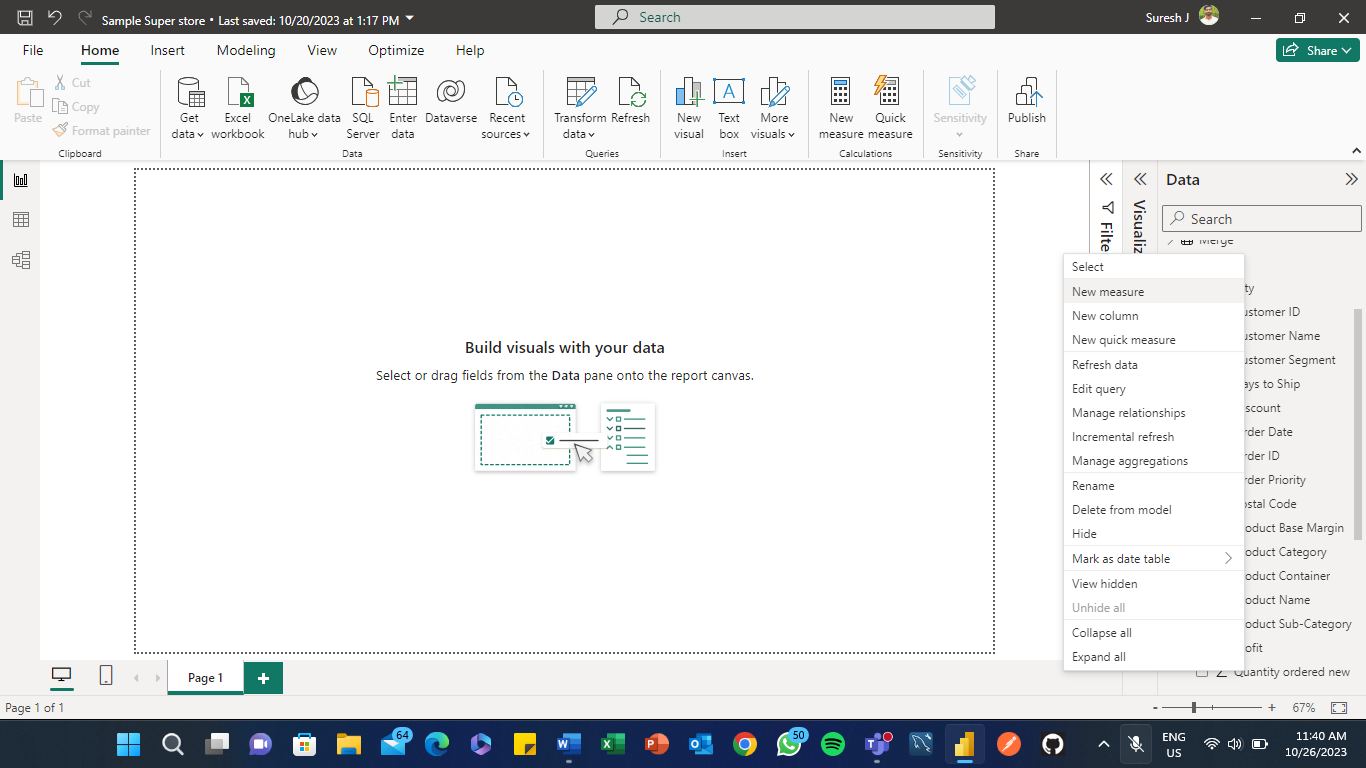 Sample Super store • Last saved: 10/20/2023 at 1:17 PM
Search
Suresh J
File Home Insert Modeling View Optimize Help
Share
Paste
Cut
Copy
Format painter
Clipboard
Get data
Excel workbook
OneLake data hub
SQL Server
Enter data
Dataverse
Recent sources
Data
Transform data
Refresh
Queries
New visual
Text box
More visuals
Insert
New measure
Quick measure
Calculations
Sensitivity
Sensitivity
Publish
Share
Build visuals with your data
Select or drag fields from the Data pane onto the report canvas.
Filte
Visualiz
Data
Search
Merge
Select
New measure
New column
New quick measure
Refresh data
Edit query
Manage relationships
Incremental refresh
Manage aggregations
Rename
Delete from model
Hide
Mark as date table
View hidden
Unhide all
Collapse all
Expand all
ty
ustomer ID
ustomer Name
ustomer Segment
ays to Ship
iscount
rder Date
rder ID
rder Priority
ostal Code
oduct Base Margin
oduct Category
oduct Container
oduct Name
oduct Sub-Category
ofit
Quantity ordered new
Page 1
Page 1 of 1
- + 67%
64
50
ENG
US
11:40 AM
10/26/2023